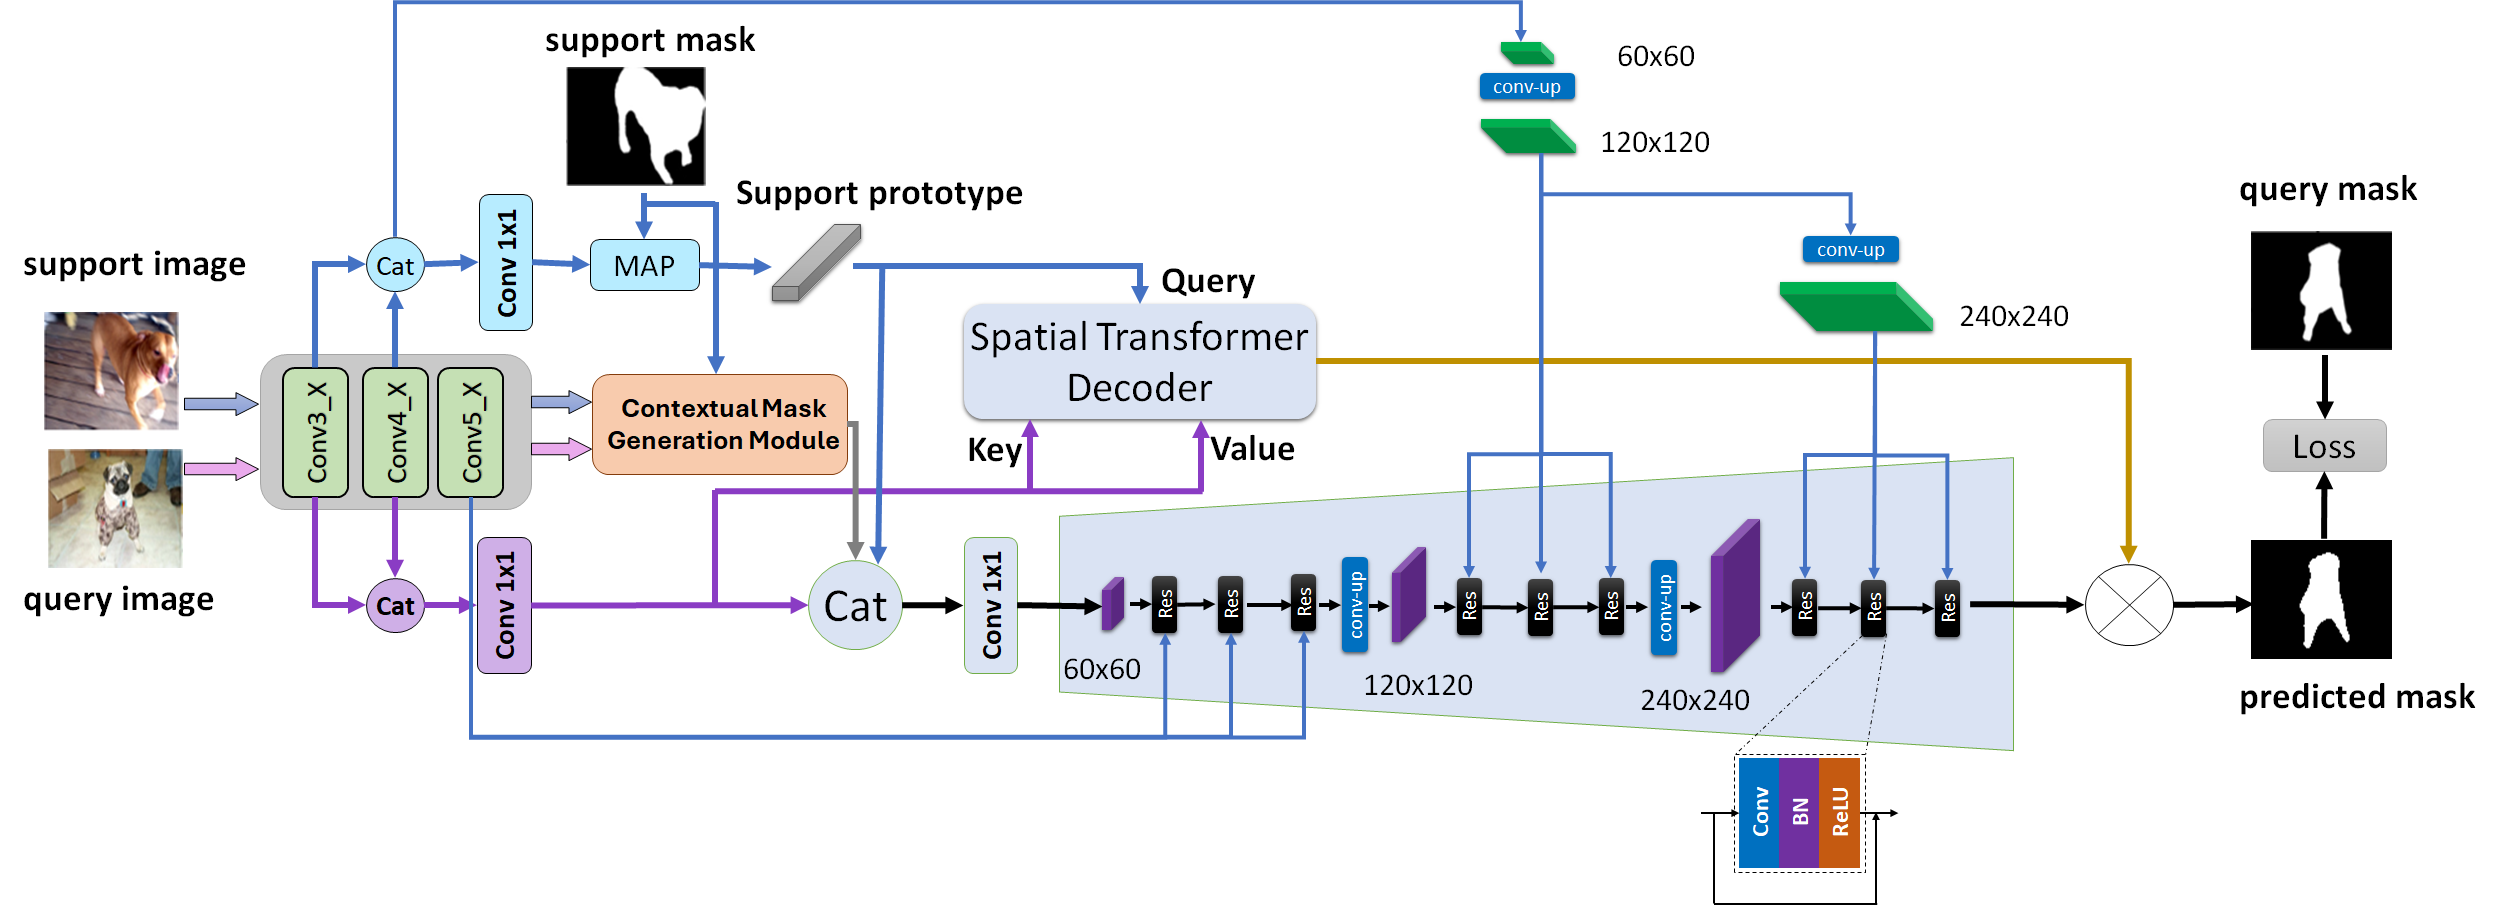 support mask
60x60
conv-up
120x120
Support prototype
query mask
Conv 1x1
support image
Cat
MAP
conv-up
Query
240x240
Spatial Transformer
Decoder
Conv3_X
Conv4_X
Conv5_X
Contextual Mask
Generation Module
Key
Value
Loss
query image
Cat
Conv 1x1
Cat
Conv 1x1
Res
Res
Res
conv-up
Res
Res
Res
conv-up
Res
Res
Res
60x60
120x120
240x240
predicted mask
Conv
BN
ReLU